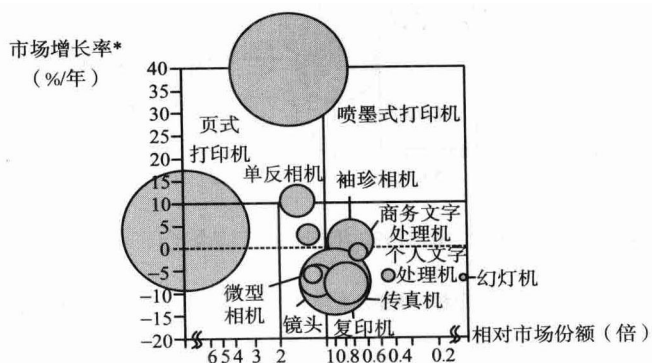 市场增长率*
（%/年）
40
35
30
25
20
15
10
5
0
−5
−10
−15
−20
页式
打印机
喷墨式打印机
单反相机
袖珍相机
商务文字
处理机
个人文字
处理机
幻灯机
微型
相机
镜头
复印机
传真机
相对市场份额（倍）
6 5 4 3 2 1 0.8 0.6 0.4 0.2